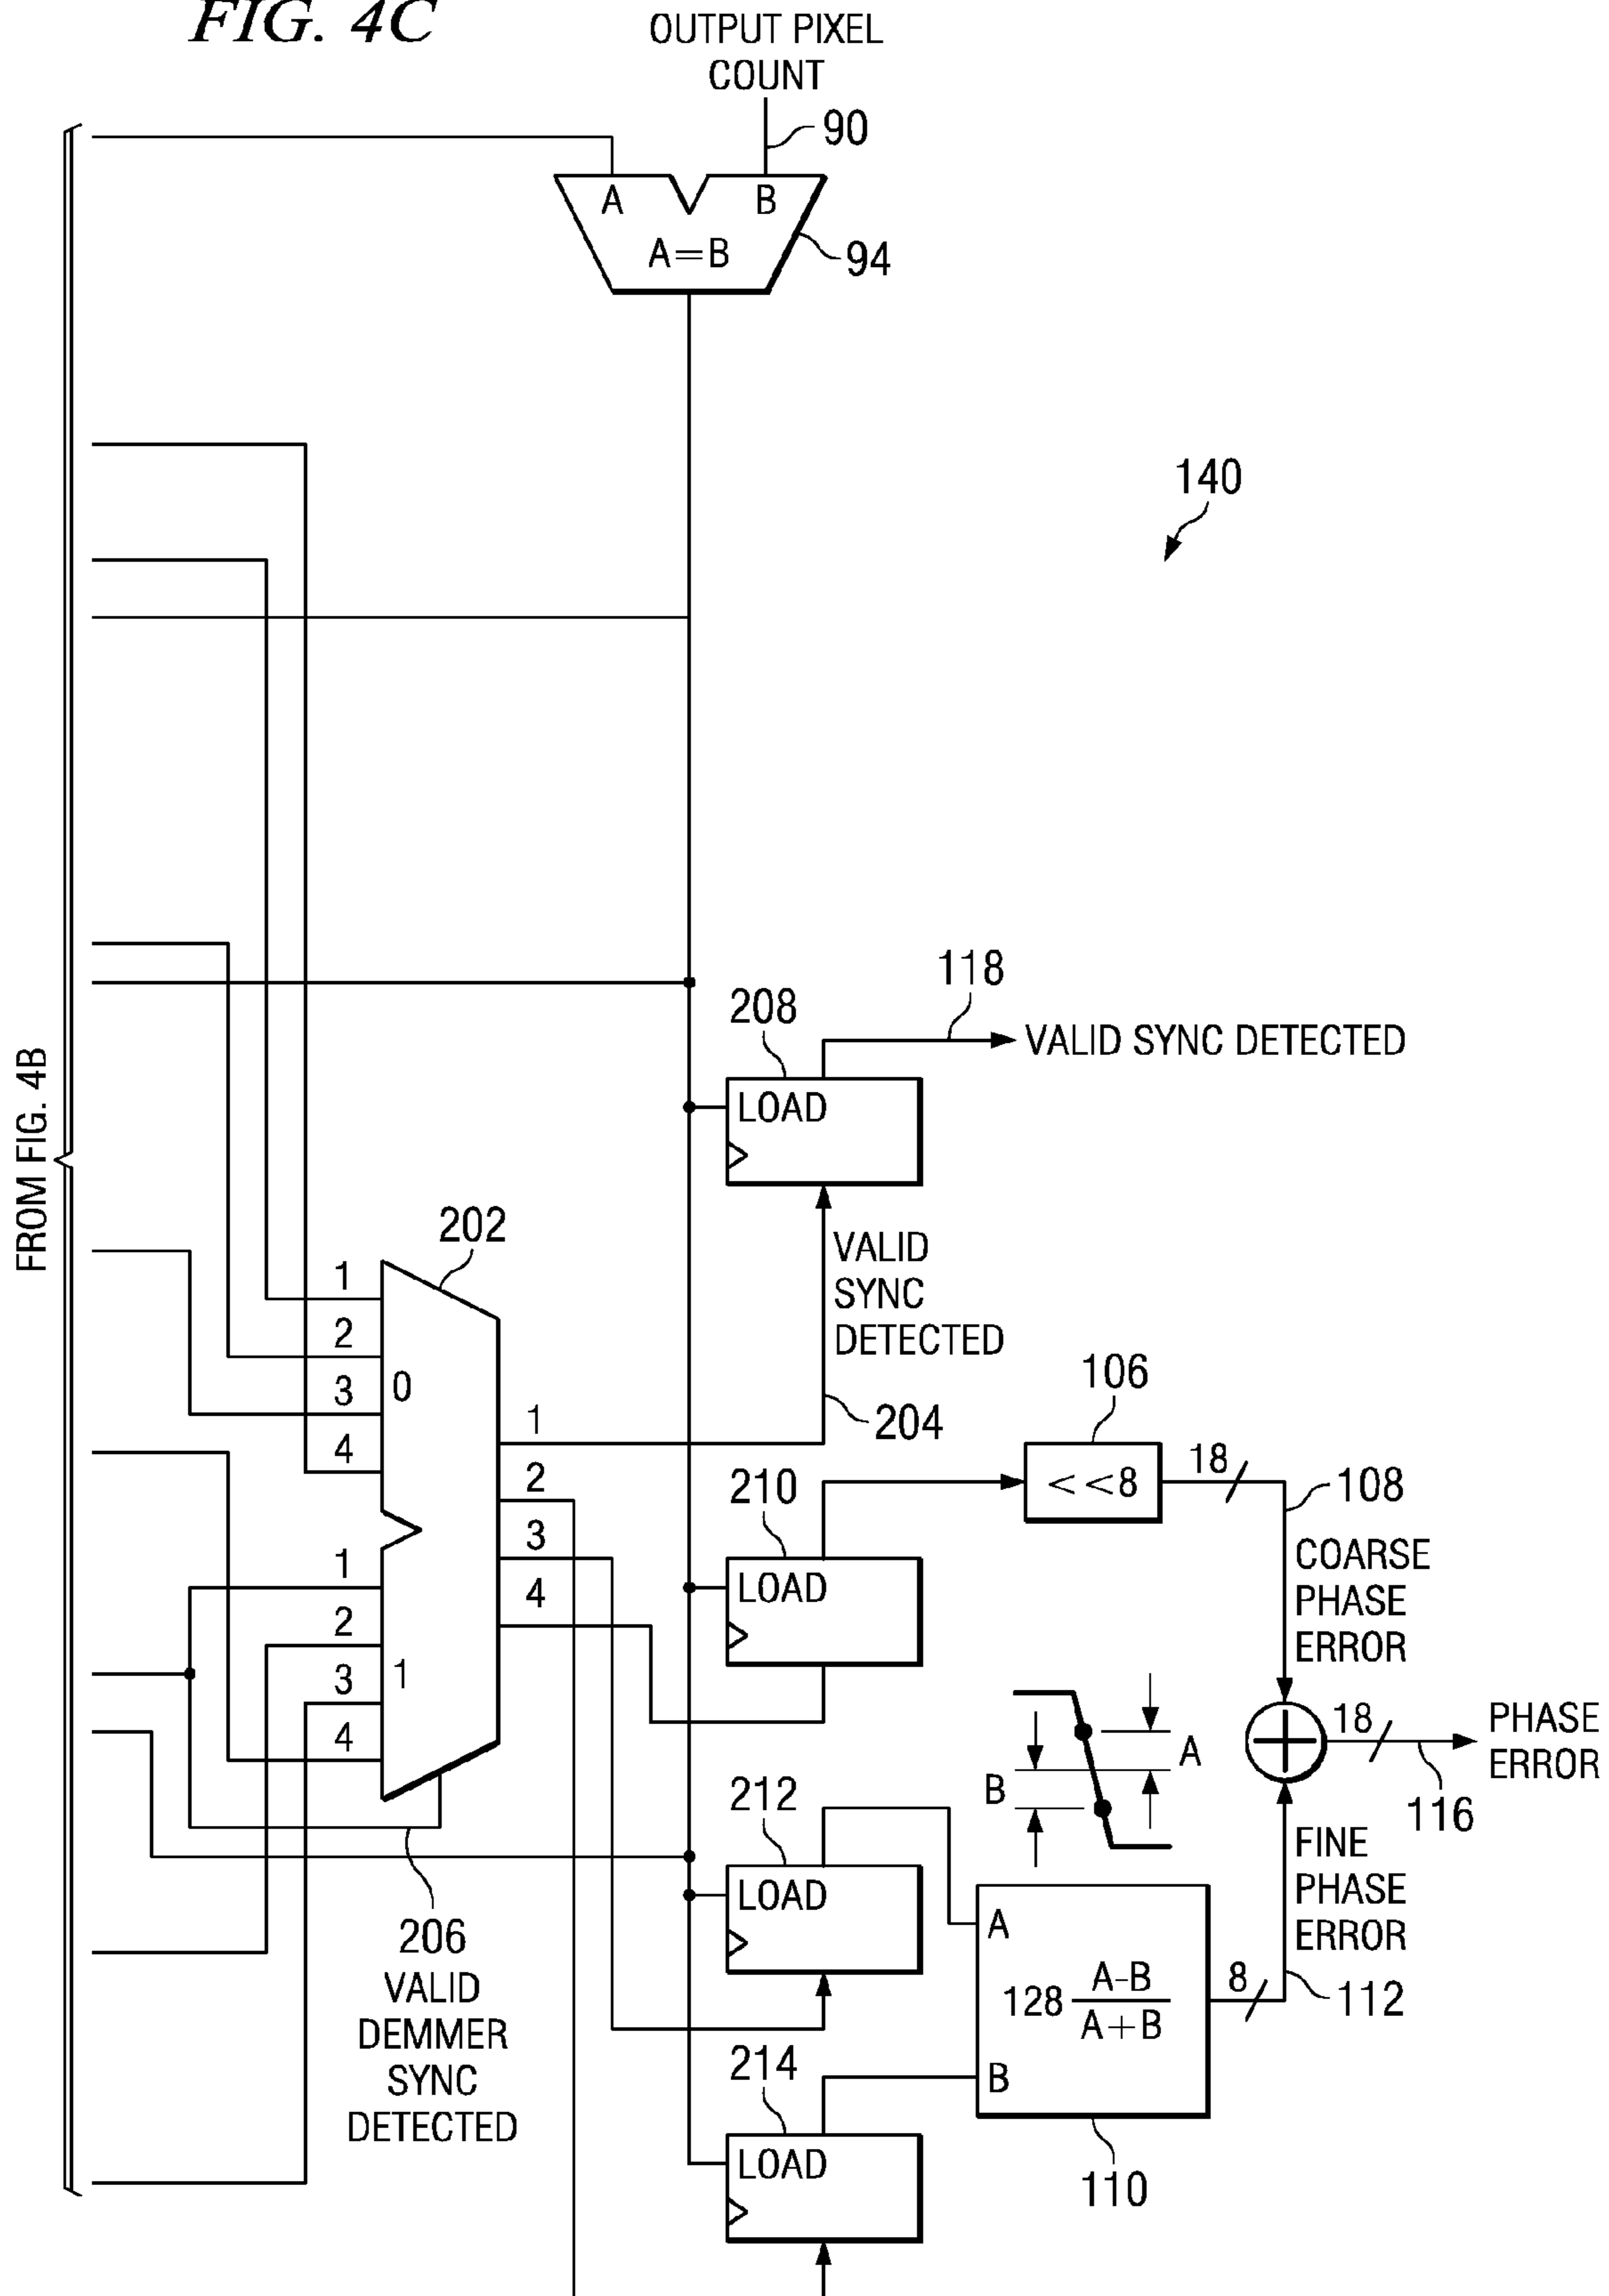 FIG. 4C
OUTPUT PIXEL
COUNT
90
A
B
A=B
94
140
118
208
VALID SYNC DETECTED
LOAD
FROM FIG. 4B
202
VALID
SYNC
DETECTED
1
2
3
0
4
1
204
106
2
210
<<8
18
108
3
LOAD
COARSE
PHASE
ERROR
4
1
2
3
1
4
A
B
18
PHASE
ERROR
116
212
LOAD
FINE
PHASE
ERROR
206
VALID
DEMMER
SYNC
DETECTED
A
128 A-B
A+B
B
8
112
214
LOAD
110